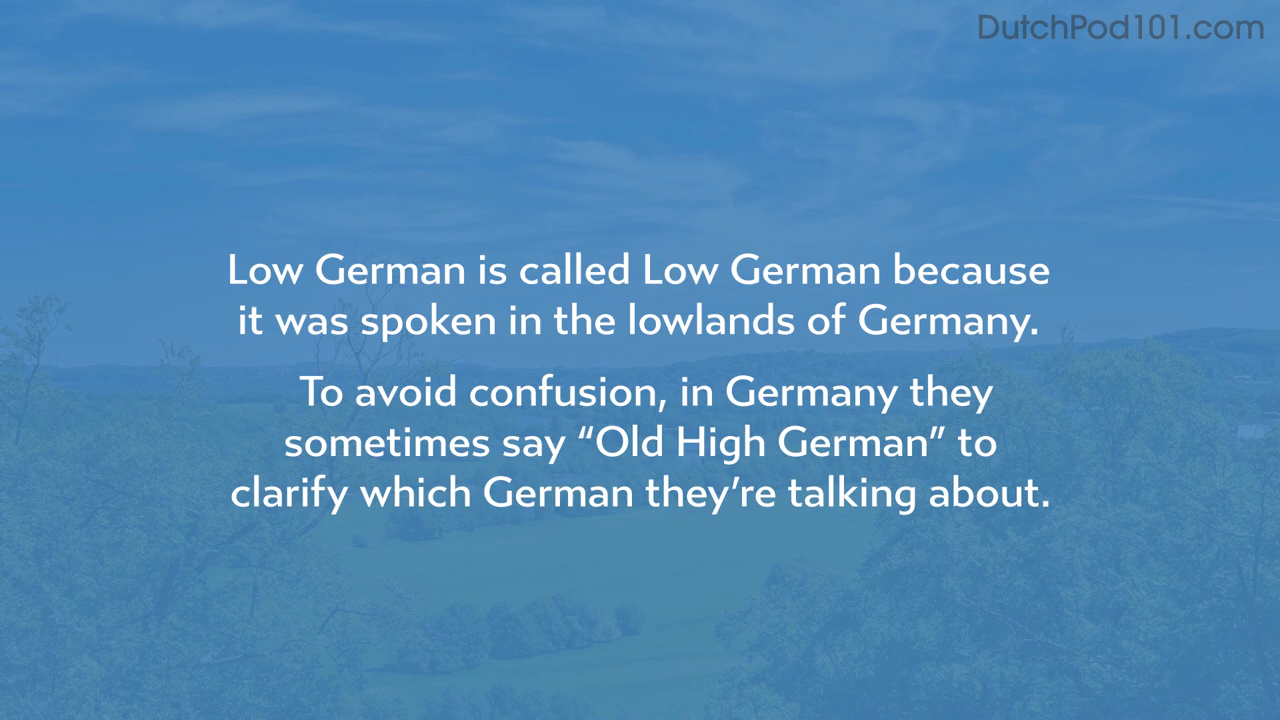 DutchPod101.com
Low German is called Low German because
it was spoken in the lowlands of Germany.
To avoid confusion, in Germany they
sometimes say “Old High German” to
clarify which German they’re talking about.